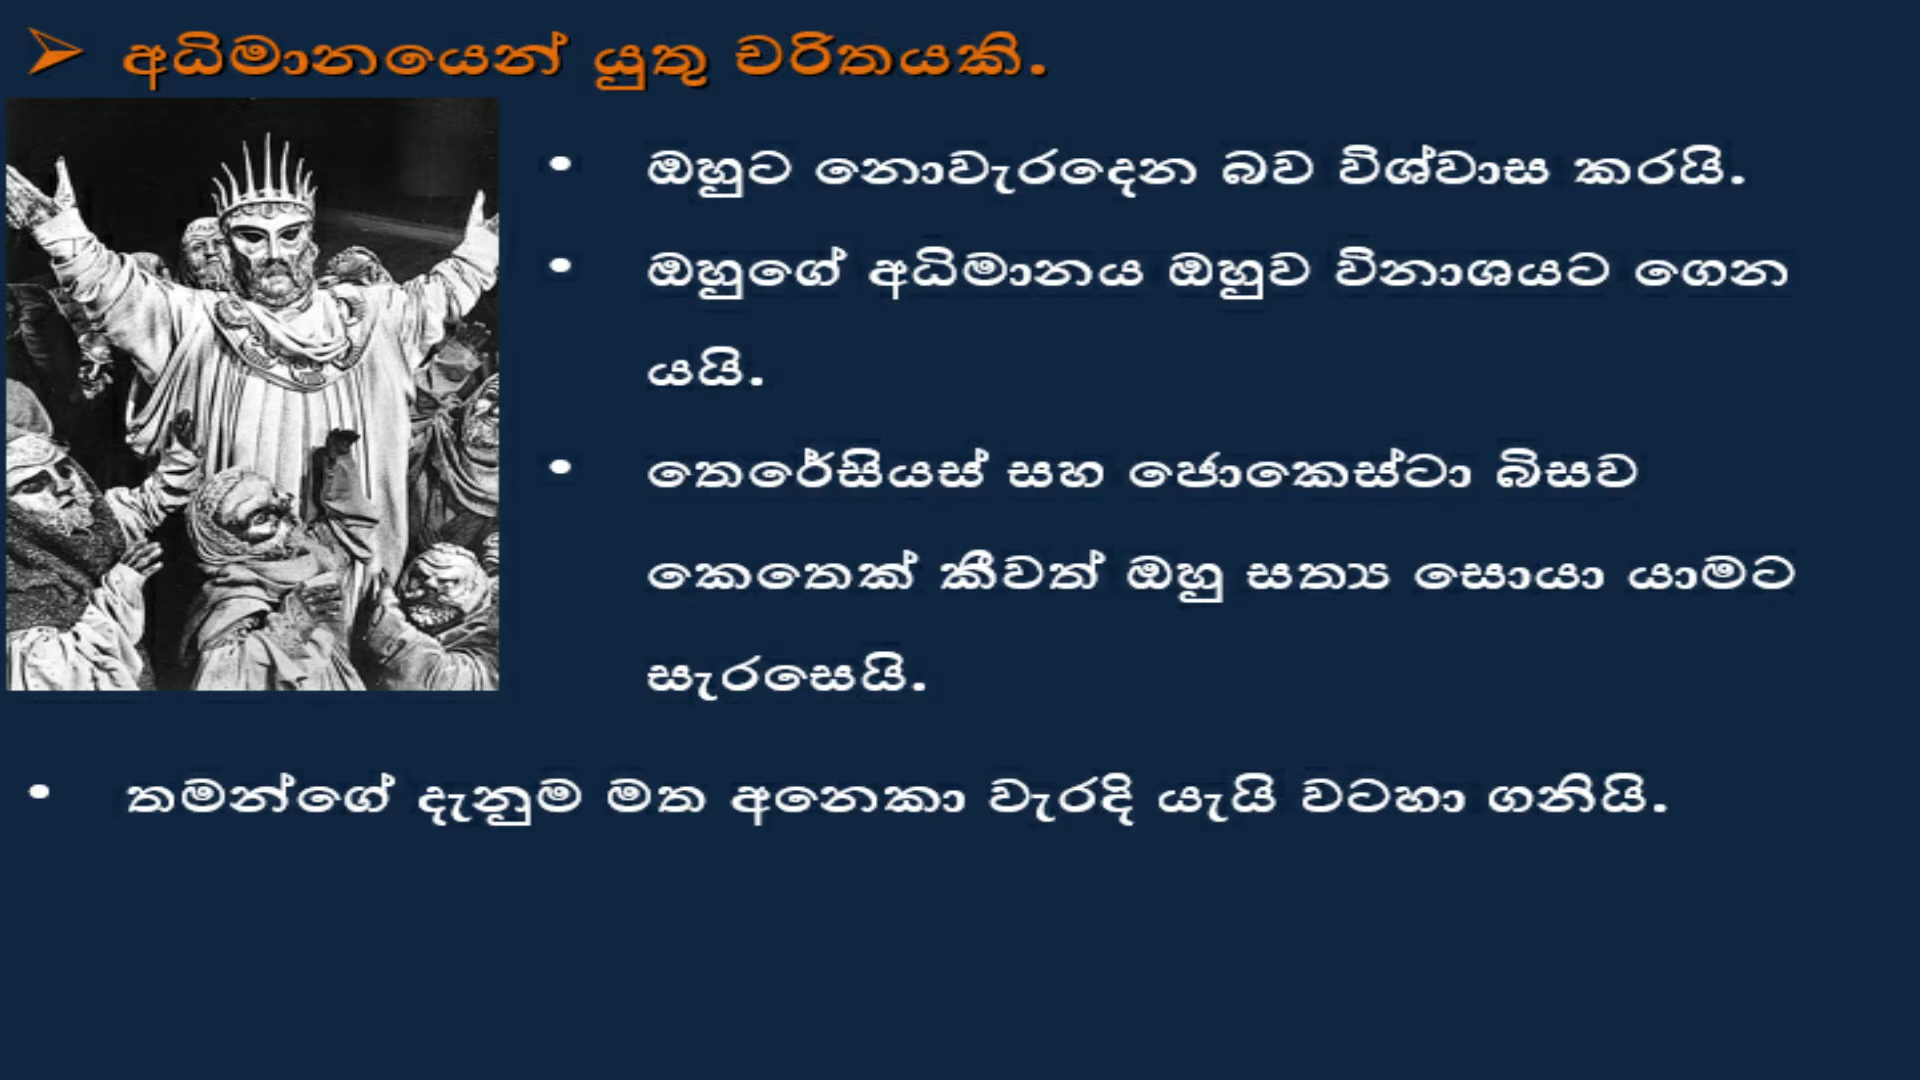 ➢ අධිමානයෙන් යුතු චරිතයකි.
• ඔහුට නොවැරදෙන බව විශ්වාස කරයි.
• ඔහුගේ අධිමානය ඔහුව විනාශයට ගෙන
යයි.
• තෙරේසියස් සහ ජොකෙස්ටා බිසව
කෙතෙක් කීවත් ඔහු සත්‍ය සොයා යාමට
සැරසෙයි.
• තමන්ගේ දැනුම මත අනෙකා වැරදි යැයි වටහා ගනියි.